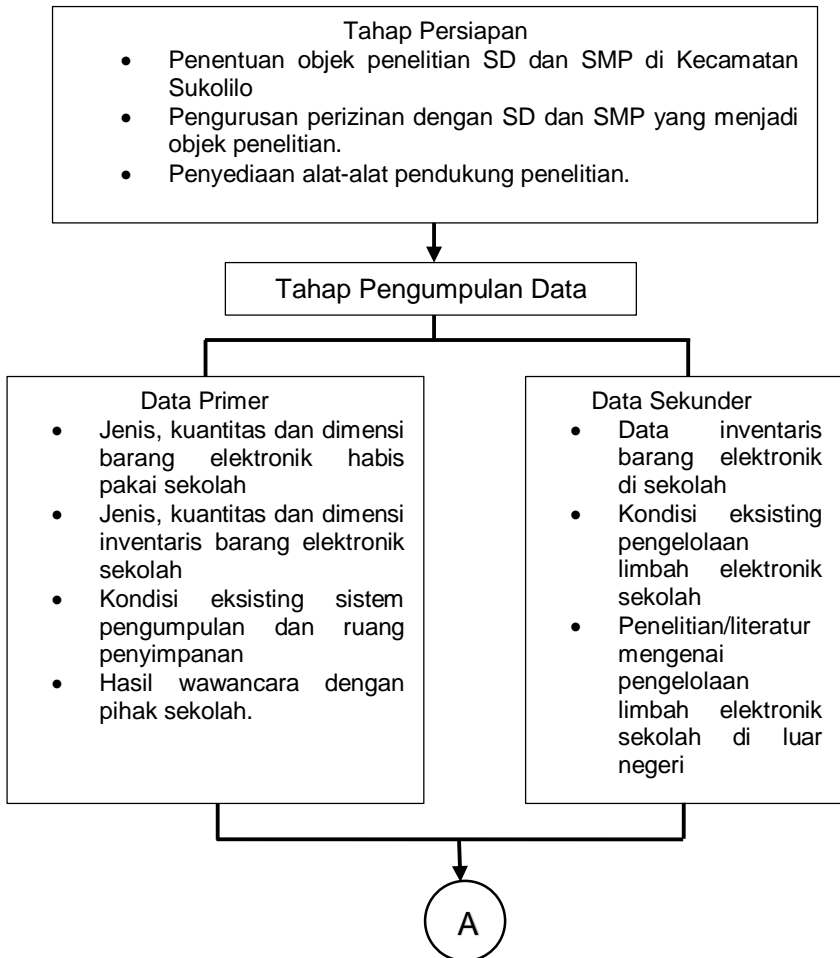 Tahap Persiapan
• Penentuan objek penelitian SD dan SMP di Kecamatan
Sukolilo
• Pengurusan perizinan dengan SD dan SMP yang menjadi
objek penelitian.
• Penyediaan alat-alat pendukung penelitian.
Tahap Pengumpulan Data
Data Primer
• Jenis, kuantitas dan dimensi
barang elektronik habis
pakai sekolah
• Jenis, kuantitas dan dimensi
inventaris barang elektronik
sekolah
• Kondisi eksisting sistem
pengumpulan dan ruang
penyimpanan
• Hasil wawancara dengan
pihak sekolah.
Data Sekunder
• Data inventaris
barang elektronik
di sekolah
• Kondisi eksisting
pengelolaan
limbah elektronik
sekolah
• Penelitian/literatur
mengenai
pengelolaan
limbah elektronik
sekolah di luar
negeri
A